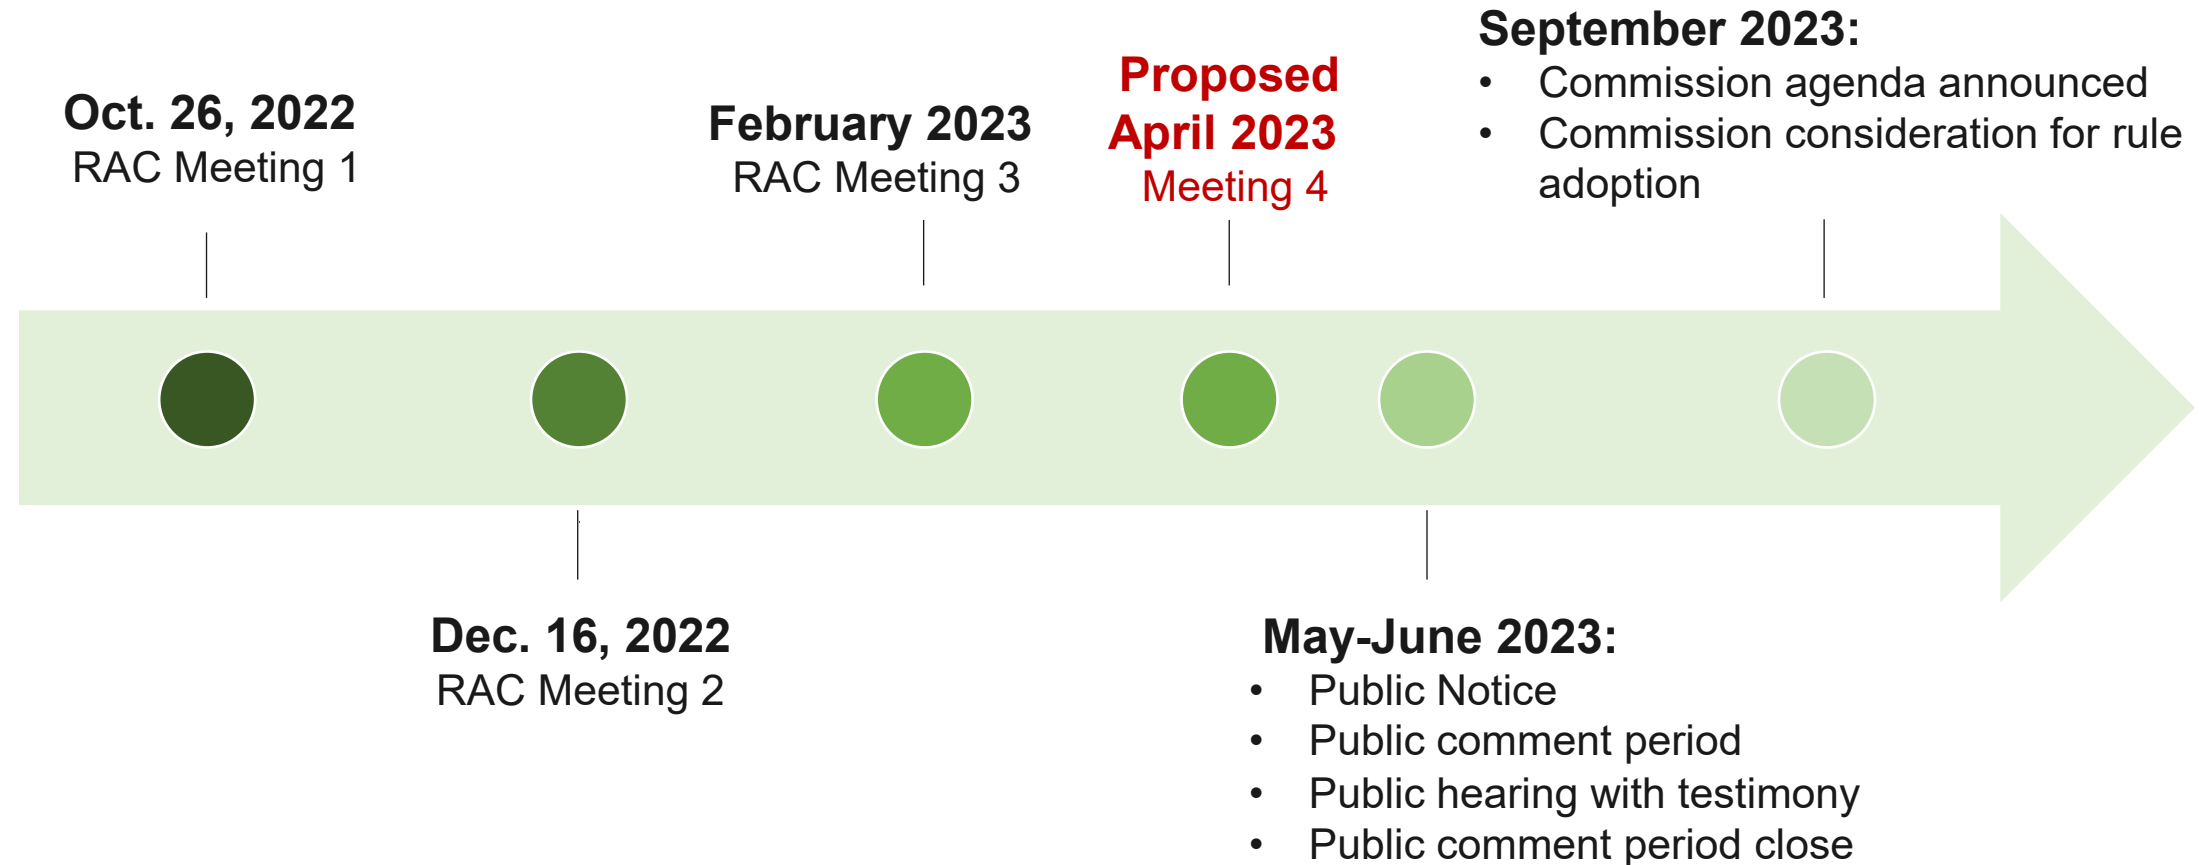 Oct. 26, 2022
RAC Meeting 1
February 2023
RAC Meeting 3
Proposed
April 2023
Meeting 4
September 2023:
• Commission agenda announced
• Commission consideration for rule
adoption
Dec. 16, 2022
RAC Meeting 2
May-June 2023:
• Public Notice
• Public comment period
• Public hearing with testimony
• Public comment period close